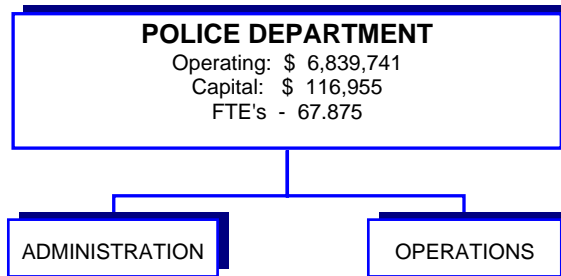 POLICE DEPARTMENT
Operating: $ 6,839,741
Capital: $ 116,955
FTE's - 67.875
ADMINISTRATION
OPERATIONS